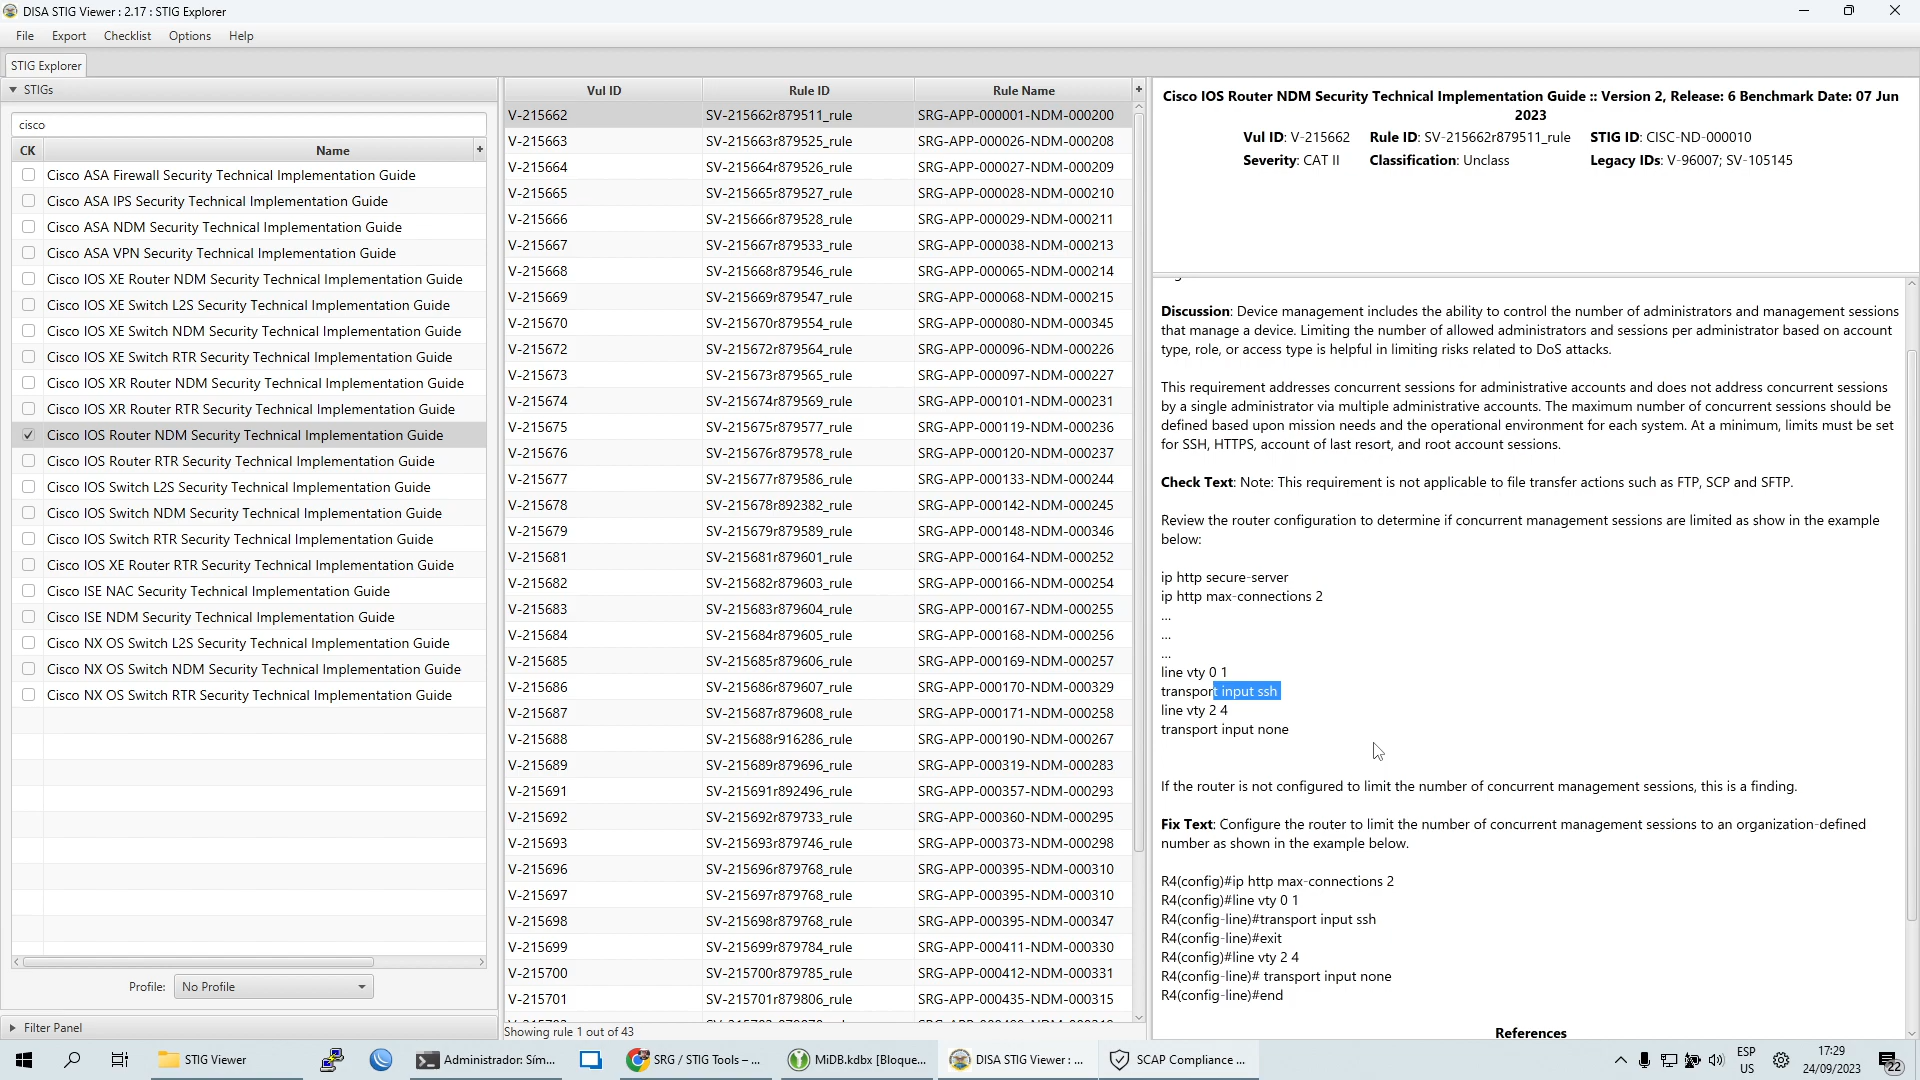 DISA STIG Viewer : 2.17 : STIG Explorer
File Export Checklist Options Help
STIG Explorer
STIGs
cisco
CK Name +
Cisco ASA Firewall Security Technical Implementation Guide
Cisco ASA IPS Security Technical Implementation Guide
Cisco ASA NDM Security Technical Implementation Guide
Cisco ASA VPN Security Technical Implementation Guide
Cisco IOS XE Router NDM Security Technical Implementation Guide
Cisco IOS XE Switch L2S Security Technical Implementation Guide
Cisco IOS XE Switch NDM Security Technical Implementation Guide
Cisco IOS XE Switch RTR Security Technical Implementation Guide
Cisco IOS XR Router NDM Security Technical Implementation Guide
Cisco IOS XR Router RTR Security Technical Implementation Guide
Cisco IOS Router NDM Security Technical Implementation Guide
Cisco IOS Router RTR Security Technical Implementation Guide
Cisco IOS Switch L2S Security Technical Implementation Guide
Cisco IOS Switch NDM Security Technical Implementation Guide
Cisco IOS Switch RTR Security Technical Implementation Guide
Cisco IOS XE Router RTR Security Technical Implementation Guide
Cisco ISE NAC Security Technical Implementation Guide
Cisco ISE NDM Security Technical Implementation Guide
Cisco NX OS Switch L2S Security Technical Implementation Guide
Cisco NX OS Switch NDM Security Technical Implementation Guide
Cisco NX OS Switch RTR Security Technical Implementation Guide
Profile: No Profile
Filter Panel
Vul ID Rule ID Rule Name +
V-215662 SV-215662r879511_rule SRG-APP-000001-NDM-000200
V-215663 SV-215663r879525_rule SRG-APP-000026-NDM-000208
V-215664 SV-215664r879526_rule SRG-APP-000027-NDM-000209
V-215665 SV-215665r879527_rule SRG-APP-000028-NDM-000210
V-215666 SV-215666r879528_rule SRG-APP-000029-NDM-000211
V-215667 SV-215667r879533_rule SRG-APP-000038-NDM-000213
V-215668 SV-215668r879546_rule SRG-APP-000065-NDM-000214
V-215669 SV-215669r879547_rule SRG-APP-000068-NDM-000215
V-215670 SV-215670r879554_rule SRG-APP-000080-NDM-000345
V-215672 SV-215672r879564_rule SRG-APP-000096-NDM-000226
V-215673 SV-215673r879565_rule SRG-APP-000097-NDM-000227
V-215674 SV-215674r879569_rule SRG-APP-000101-NDM-000231
V-215675 SV-215675r879577_rule SRG-APP-000119-NDM-000236
V-215676 SV-215676r879578_rule SRG-APP-000120-NDM-000237
V-215677 SV-215677r879586_rule SRG-APP-000133-NDM-000244
V-215678 SV-215678r892382_rule SRG-APP-000142-NDM-000245
V-215679 SV-215679r879589_rule SRG-APP-000148-NDM-000346
V-215681 SV-215681r879601_rule SRG-APP-000164-NDM-000252
V-215682 SV-215682r879603_rule SRG-APP-000166-NDM-000254
V-215683 SV-215683r879604_rule SRG-APP-000167-NDM-000255
V-215684 SV-215684r879605_rule SRG-APP-000168-NDM-000256
V-215685 SV-215685r879606_rule SRG-APP-000169-NDM-000257
V-215686 SV-215686r879607_rule SRG-APP-000170-NDM-000329
V-215687 SV-215687r879608_rule SRG-APP-000171-NDM-000258
V-215688 SV-215688r916286_rule SRG-APP-000190-NDM-000267
V-215689 SV-215689r879696_rule SRG-APP-000319-NDM-000283
V-215691 SV-215691r892496_rule SRG-APP-000357-NDM-000293
V-215692 SV-215692r879733_rule SRG-APP-000360-NDM-000295
V-215693 SV-215693r879746_rule SRG-APP-000373-NDM-000298
V-215696 SV-215696r879768_rule SRG-APP-000395-NDM-000310
V-215697 SV-215697r879768_rule SRG-APP-000395-NDM-000310
V-215698 SV-215698r879768_rule SRG-APP-000395-NDM-000347
V-215699 SV-215699r879784_rule SRG-APP-000411-NDM-000330
V-215700 SV-215700r879785_rule SRG-APP-000412-NDM-000331
V-215701 SV-215701r879806_rule SRG-APP-000435-NDM-000315
Showing rule 1 out of 43
Cisco IOS Router NDM Security Technical Implementation Guide :: Version 2, Release: 6 Benchmark Date: 07 Jun
2023
Vul ID: V-215662 Rule ID: SV-215662r879511_rule STIG ID: CISC-ND-000010
Severity: CAT II Classification: Unclass Legacy IDs: V-96007; SV-105145
Discussion: Device management includes the ability to control the number of administrators and management sessions
that manage a device. Limiting the number of allowed administrators and sessions per administrator based on account
type, role, or access type is helpful in limiting risks related to DoS attacks.
This requirement addresses concurrent sessions for administrative accounts and does not address concurrent sessions
by a single administrator via multiple administrative accounts. The maximum number of concurrent sessions should be
defined based upon mission needs and the operational environment for each system. At a minimum, limits must be set
for SSH, HTTPS, account of last resort, and root account sessions.
Check Text: Note: This requirement is not applicable to file transfer actions such as FTP, SCP and SFTP.
Review the router configuration to determine if concurrent management sessions are limited as show in the example
below:
ip http secure-server
ip http max-connections 2
...
...
...
line vty 0 1
transport input ssh
line vty 2 4
transport input none
If the router is not configured to limit the number of concurrent management sessions, this is a finding.
Fix Text: Configure the router to limit the number of concurrent management sessions to an organization-defined
number as shown in the example below.
R4(config)#ip http max-connections 2
R4(config)#line vty 0 1
R4(config-line)#transport input ssh
R4(config-line)#exit
R4(config)#line vty 2 4
R4(config-line)# transport input none
R4(config-line)#end
References
STIG Viewer
Administrador: Sím...
SRG / STIG Tools – ...
MiDB.kdbx [Bloque...
DISA STIG Viewer : ...
SCAP Compliance ...
ESP
US
17:29
24/09/2023
22